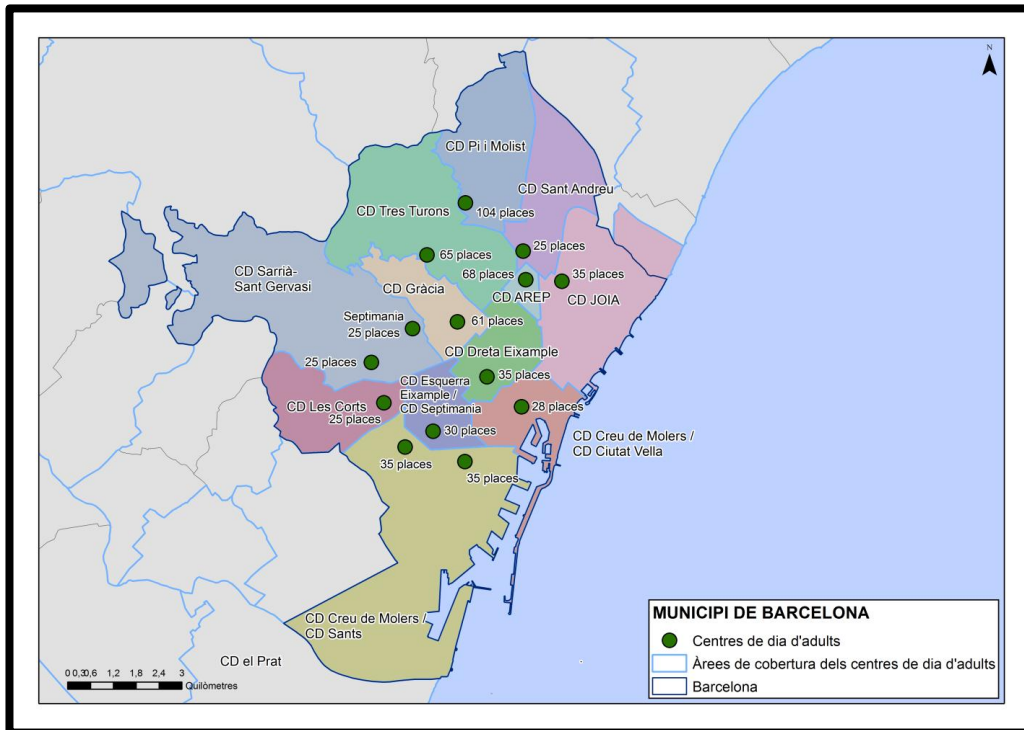 N
CD Pi i Molist
CD Sant Andreu
104 places
CD Tres Turons
25 places
65 places
68 places
35 places
CD Sarrià-
Sant Gervasi
CD Gràcia
CD AREP
CD JOIA
Septimania
25 places
61 places
CD Dreta Eixample
25 places
35 places
CD Esquerra
Eixample /
CD Septimania
CD Les Corts
25 places
28 places
30 places
CD Creu de Molers /
CD Ciutat Vella
35 places
35 places
CD Creu de Molers /
CD Sants
CD el Prat
0 0,30,6 1,2 1,8 2,4 3
Quilòmetres
MUNICIPI DE BARCELONA
Centres de dia d'adults
Àrees de cobertura dels centres de dia d'adults
Barcelona